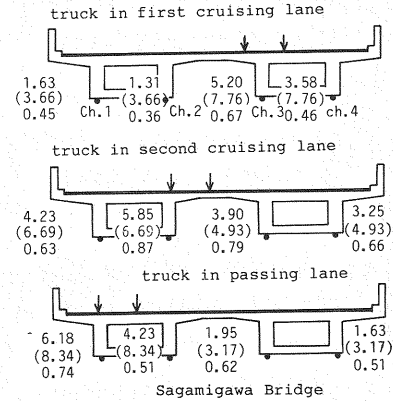 truck in first cruising lane
1.63 1.31 5.20 3.58
(3.66) (3.66) (7.76) (7.76)
0.45 Ch.1 0.36 Ch.2 0.67 Ch.3 0.46 ch.4
truck in second cruising lane
4.23 5.85 3.90 3.25
(6.69) (6.69) (4.93) (4.93)
0.63 0.87 0.79 0.66
truck in passing lane
6.18 4.23 1.95 1.63
(8.34) (8.34) (3.17) (3.17)
0.74 0.51 0.62 0.51
Sagamigawa Bridge